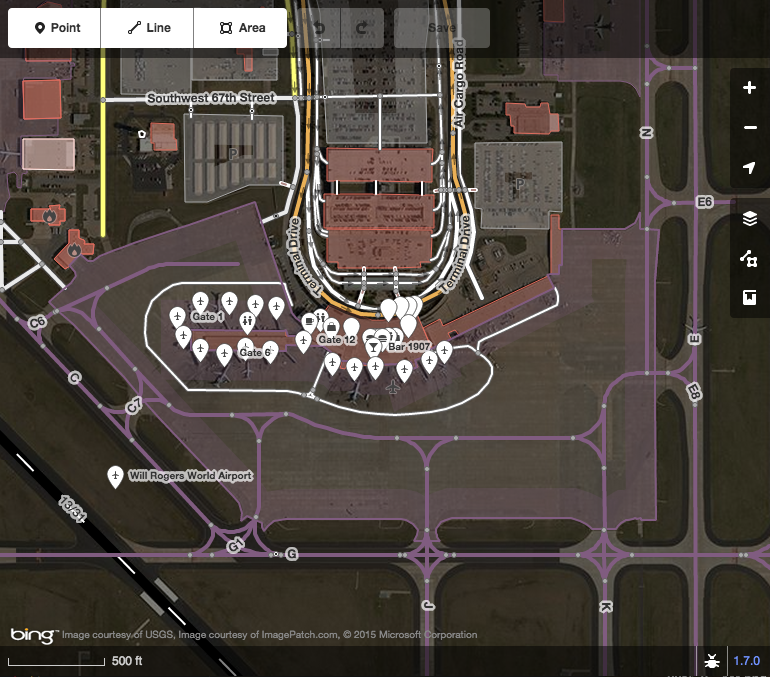 Point
Line
Area
Save
Southwest 67th Street
Air Cargo Road
P
P
N
E6
Terminal Drive
Terminal Drive
Gate 1
Gate 12
Bar 1907
Gate 6
C6
C
C7
E
E8
Will Rogers World Airport
13/31
G1
G
J
K
bing
Image courtesy of USGS, Image courtesy of ImagePatch.com, © 2015 Microsoft Corporation
500 ft
1.7.0